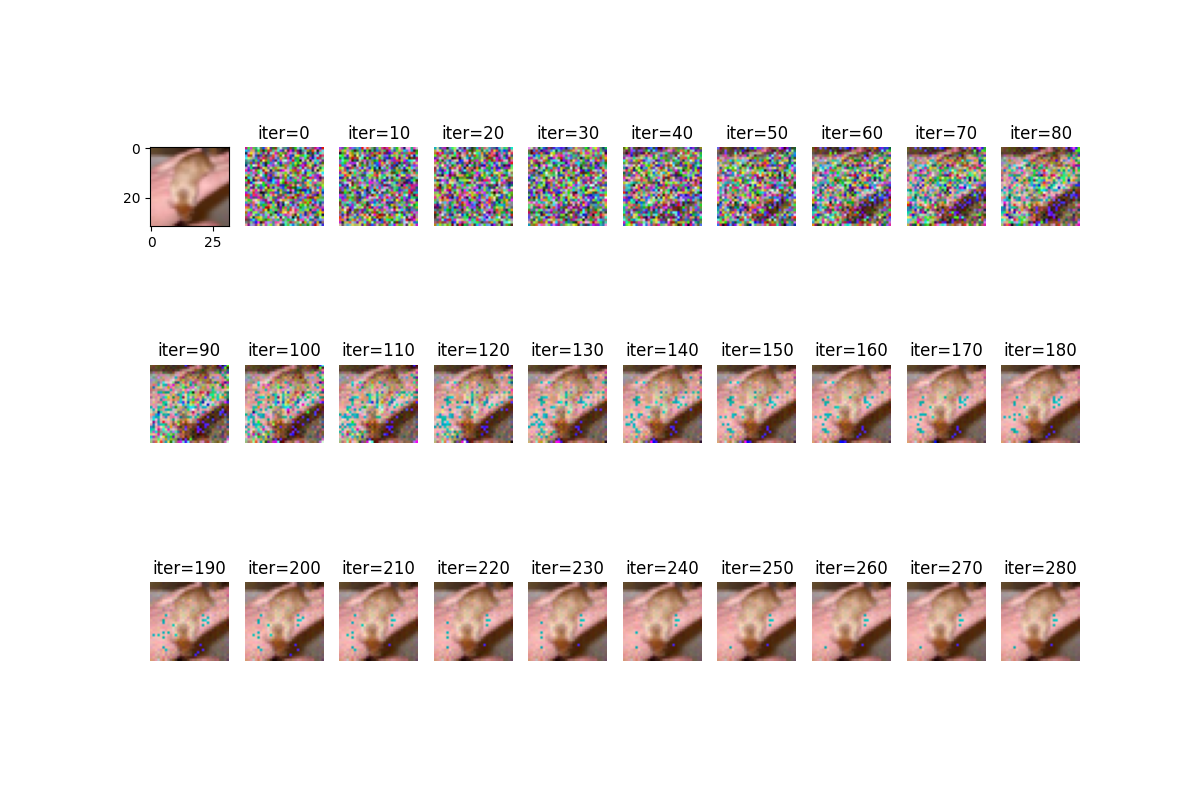 iter=0 iter=10 iter=20 iter=30 iter=40 iter=50 iter=60 iter=70 iter=80
0
20
0 25
iter=90 iter=100 iter=110 iter=120 iter=130 iter=140 iter=150 iter=160 iter=170 iter=180
iter=190 iter=200 iter=210 iter=220 iter=230 iter=240 iter=250 iter=260 iter=270 iter=280